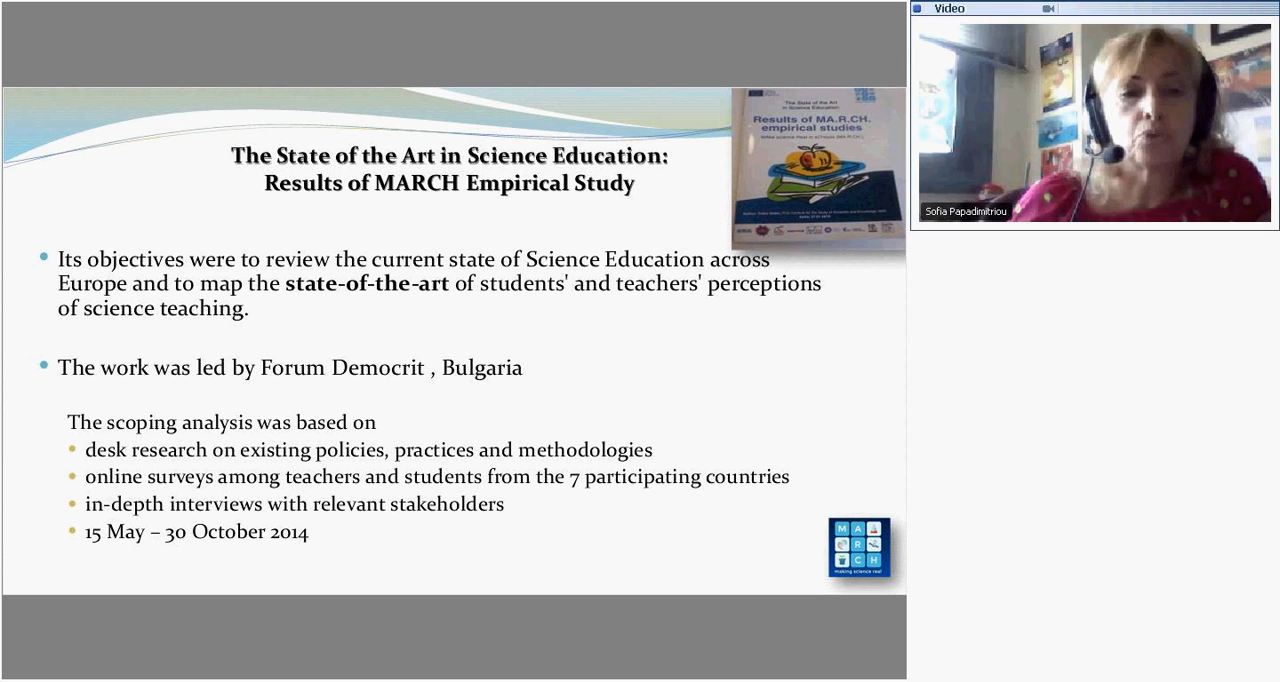 Video
Sofia Papadimitriou
The State of the Art
in Science Education
Results of MA.R.CH.
empirical studies
The State of the Art in Science Education:
Results of MARCH Empirical Study
Its objectives were to review the current state of Science Education across
Europe and to map the state-of-the-art of students' and teachers' perceptions
of science teaching.
The work was led by Forum Democrit , Bulgaria
The scoping analysis was based on
desk research on existing policies, practices and methodologies
online surveys among teachers and students from the 7 participating countries
in-depth interviews with relevant stakeholders
15 May – 30 October 2014
M A
R
C H
making science real